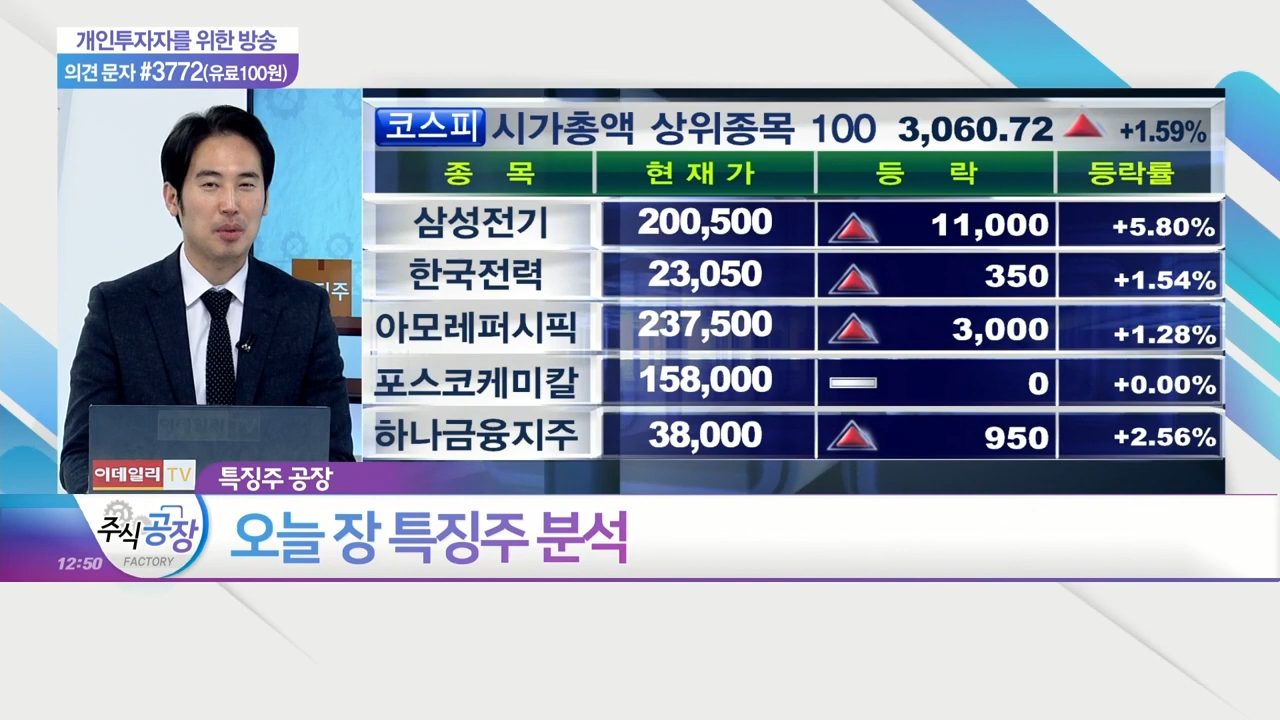 개인투자자를 위한 방송
의견 문자 #3772(유료100원)
코스피 시가총액 상위종목 100 3,060.72 +1.59%
종 목 현 재 가 등 락 등락률
삼성전기 200,500 11,000 +5.80%
한국전력 23,050 350 +1.54%
아모레퍼시픽 237,500 3,000 +1.28%
포스코케미칼 158,000 0 +0.00%
하나금융지주 38,000 950 +2.56%
이데일리 TV 특징주 공장
주식공장
FACTORY
오늘 장 특징주 분석
12:50